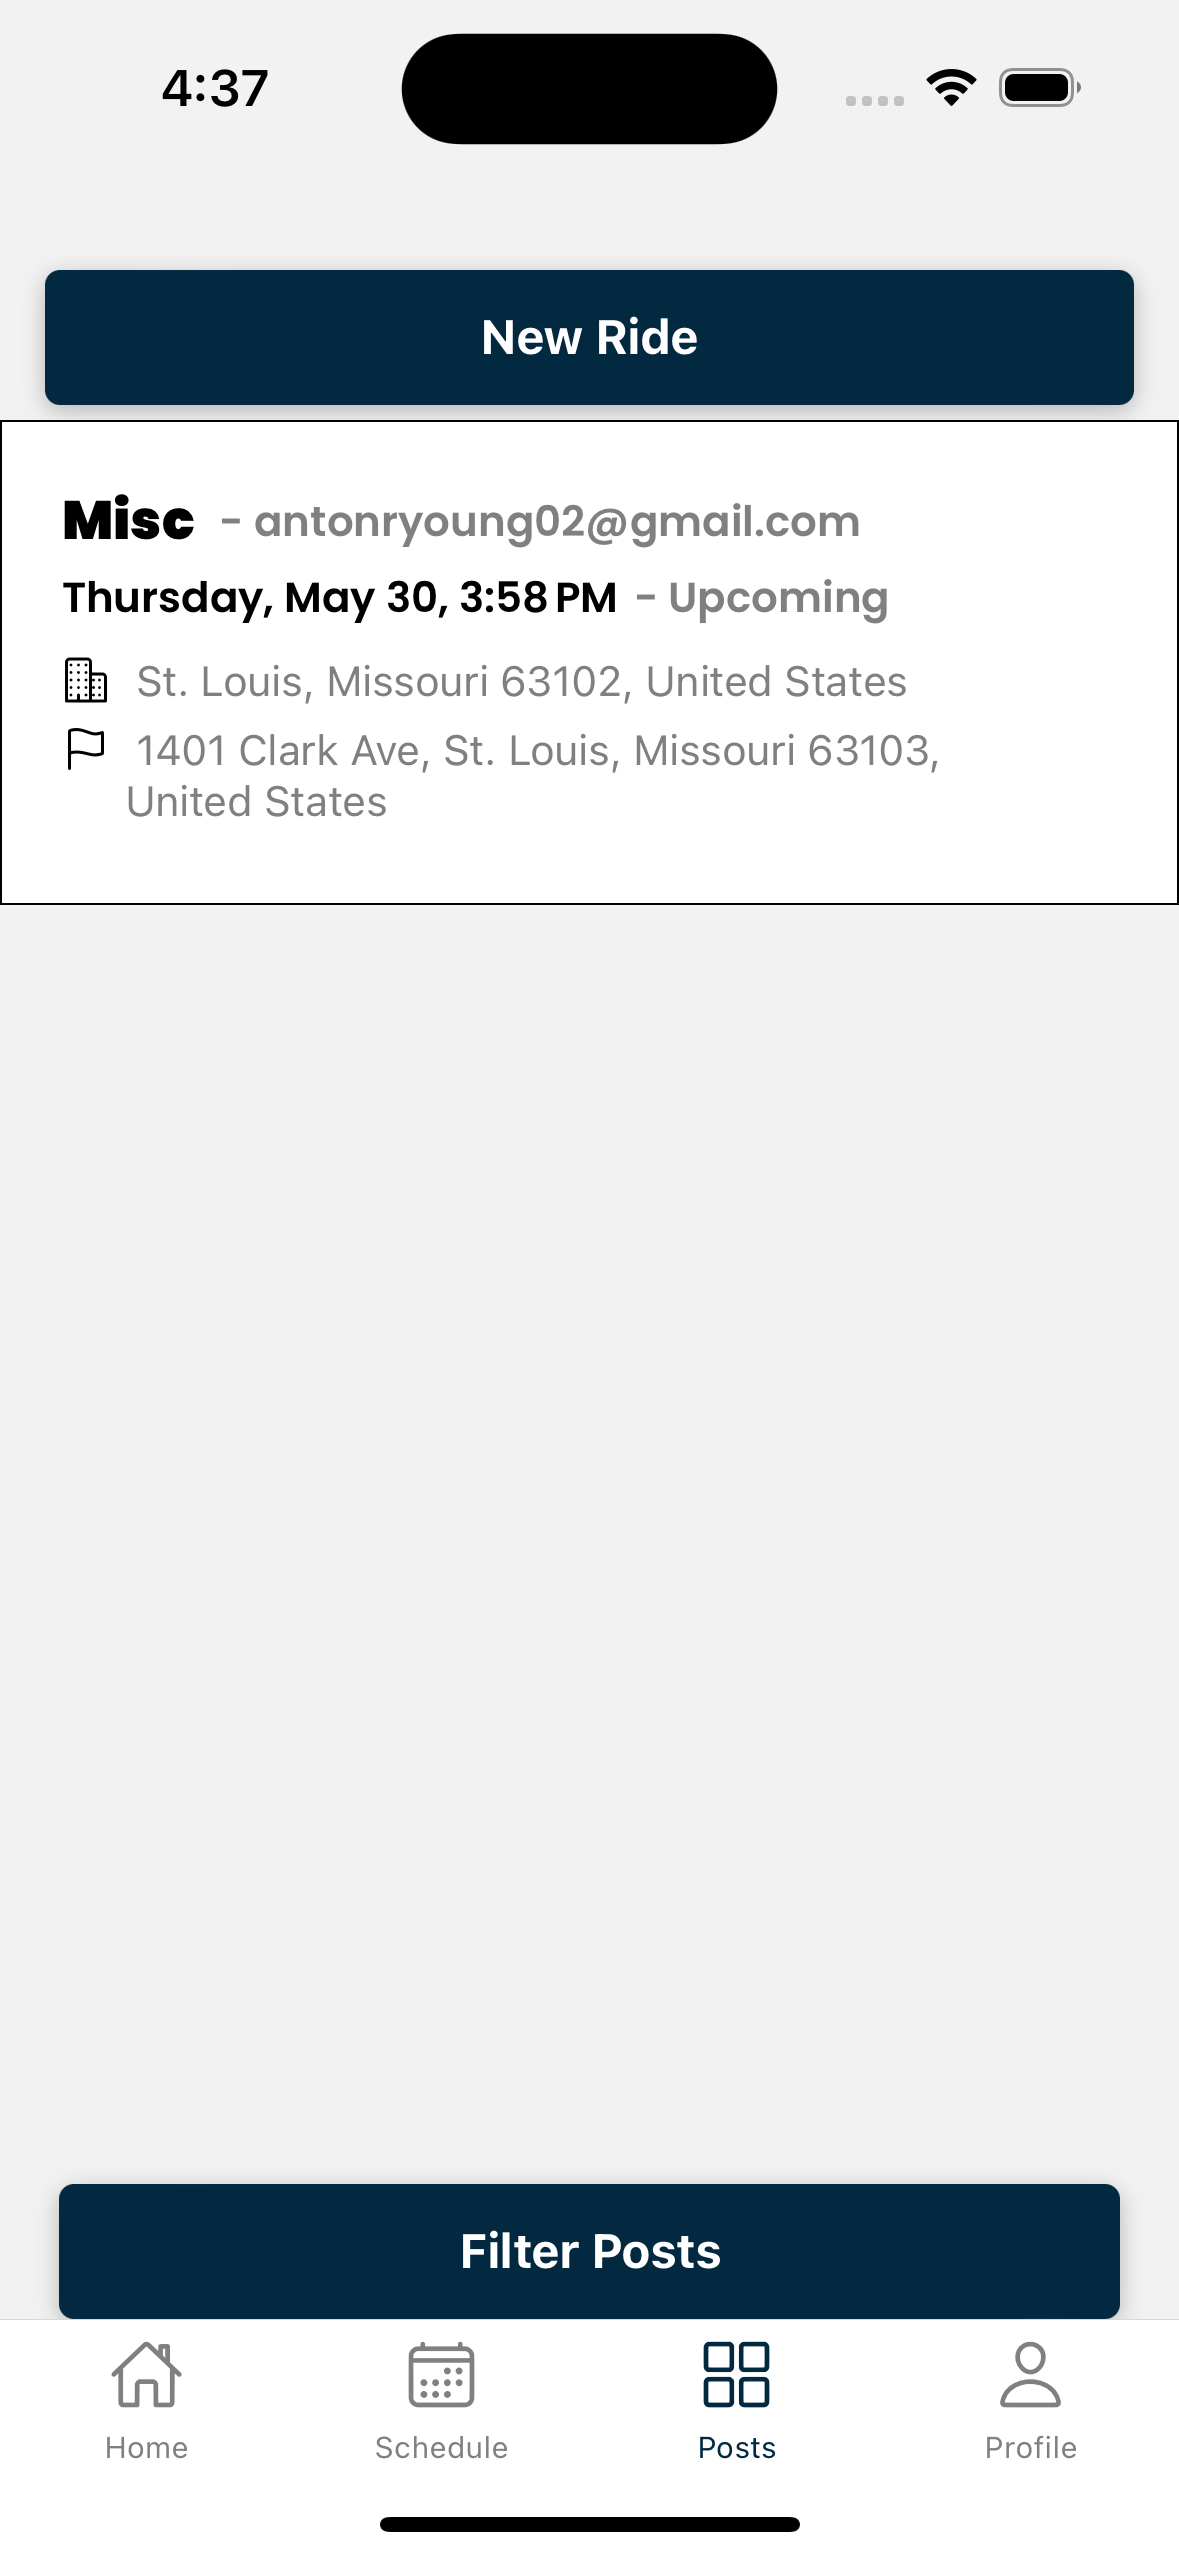 4:37
New Ride
Misc - antonryoung02@gmail.com
Thursday, May 30, 3:58 PM - Upcoming
St. Louis, Missouri 63102, United States
1401 Clark Ave, St. Louis, Missouri 63103,
United States
Filter Posts
Home Schedule Posts Profile